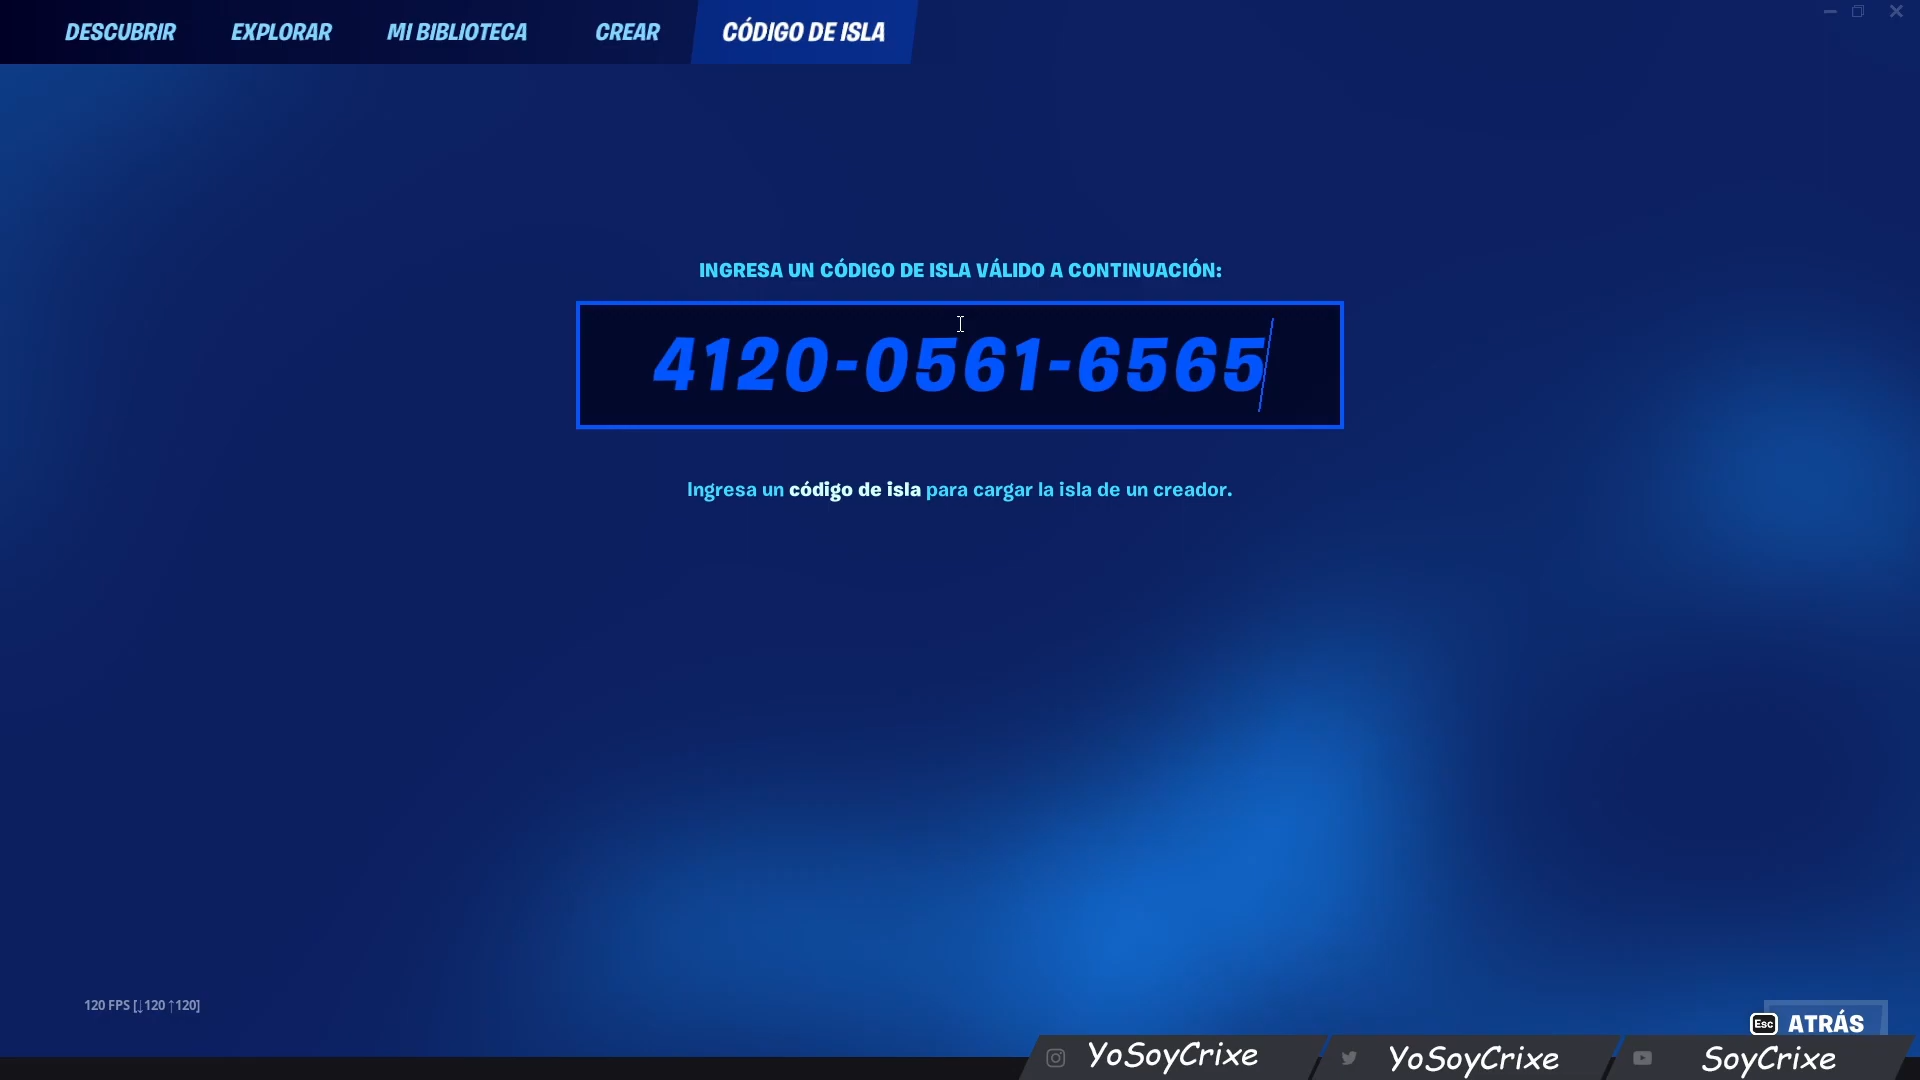 DESCUBRIR EXPLORAR MI BIBLIOTECA CREAR CÓDIGO DE ISLA
INGRESA UN CÓDIGO DE ISLA VÁLIDO A CONTINUACIÓN:
4120-0561-6565
Ingresa un código de isla para cargar la isla de un creador.
120 FPS [↓120 ↑120]
Esc ATRÁS
YoSoyCrixe YoSoyCrixe SoyCrixe